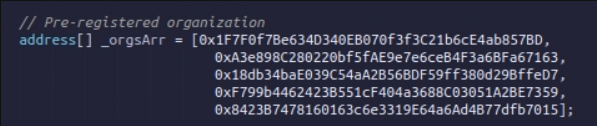 // Pre-registered organization
address[] _orgsArr = [0x1F7F0f7Be634D340EB070f3f3C21b6cE4ab857BD,
0xA3e898C280220bf5fAE9e7e6ceB4F3a6BFa67163,
0x18db34baE039C54aA2B56BDF59ff380d29BffeD7,
0xF799b4462423B551cF404a3688C03051A2BE7359,
0x8423B7478160163c6e3319E64a6Ad4B77dfb7015];